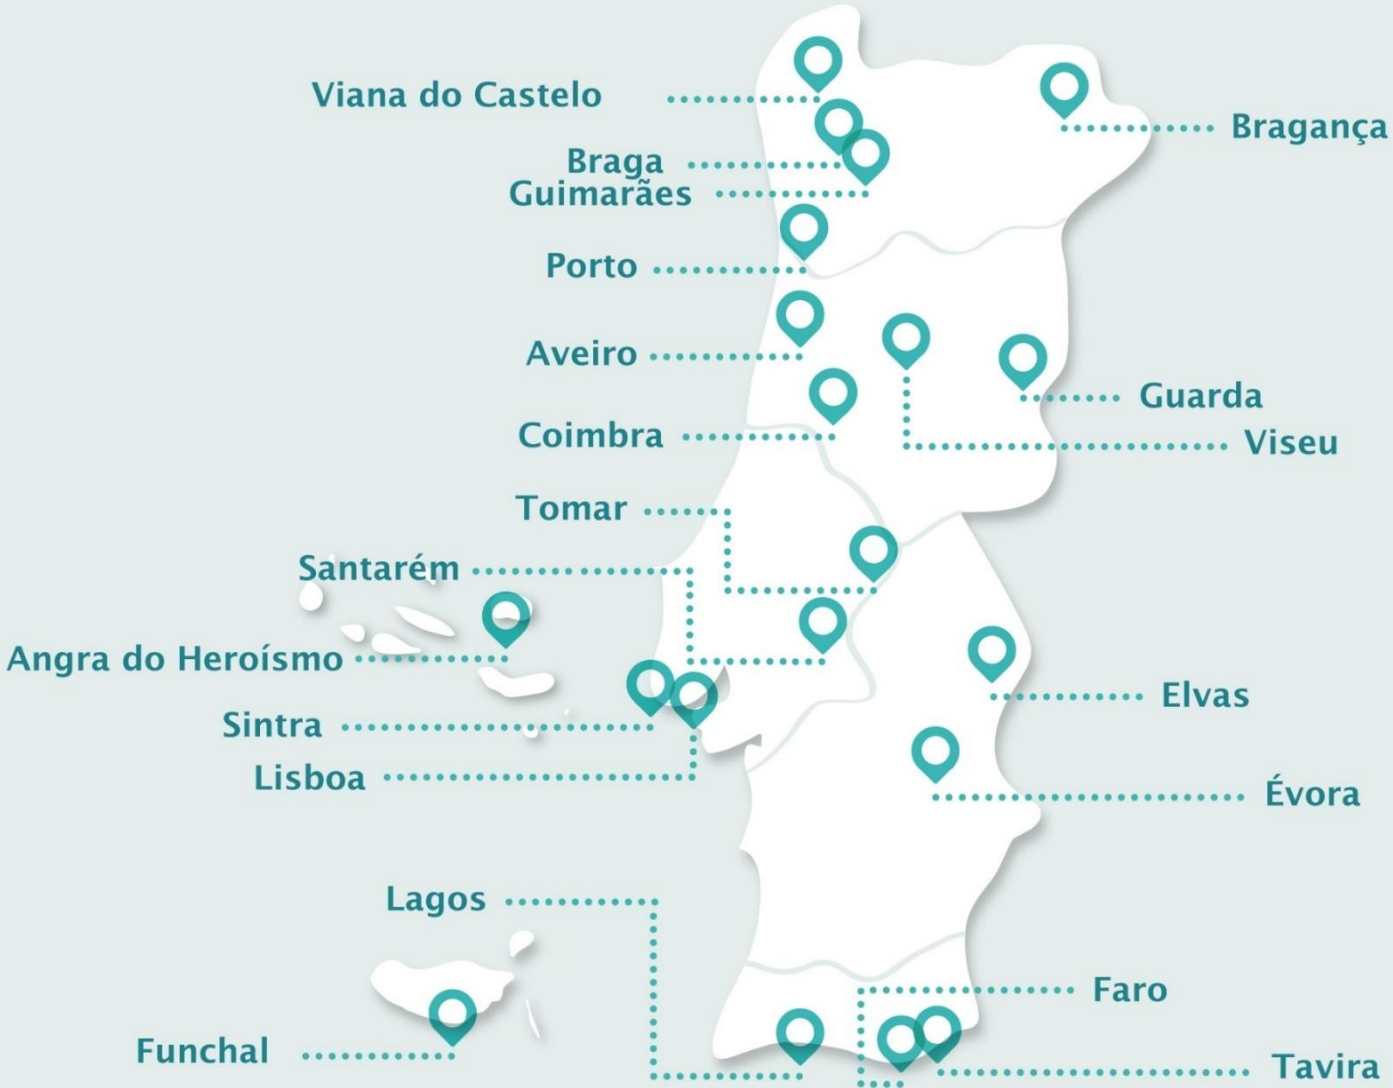 Viana do Castelo
Bragança
Braga
Guimarães
Porto
Aveiro
Guarda
Coimbra
Viseu
Tomar
Santarém
Angra do Heroísmo
Elvas
Sintra
Lisboa
Évora
Lagos
Faro
Funchal
Tavira